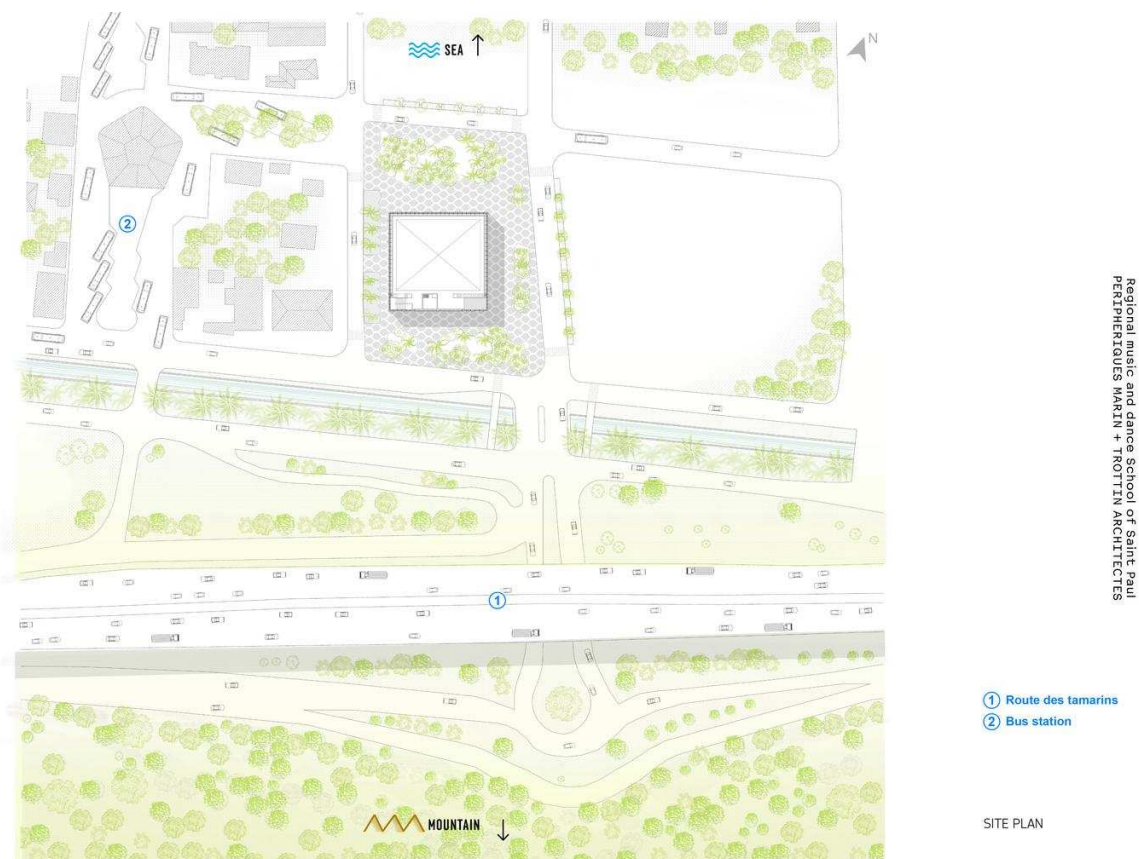 SEA
N
2
1
MOUNTAIN
Regional music and dance School of Saint Paul
PERIPHERIQUES MARIN + TROTTIN ARCHITECTES
1 Route des tamarins
2 Bus station
SITE PLAN